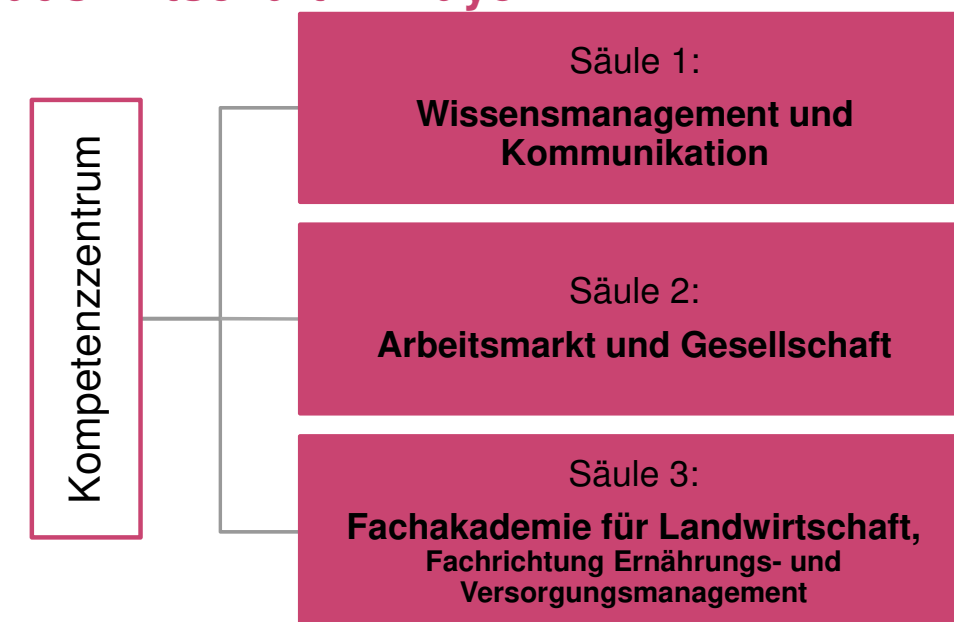 Kompetenzzentrum
Säule 1:
Wissensmanagement und
Kommunikation
Säule 2:
Arbeitsmarkt und Gesellschaft
Säule 3:
Fachakademie für Landwirtschaft,
Fachrichtung Ernährungs- und
Versorgungsmanagement